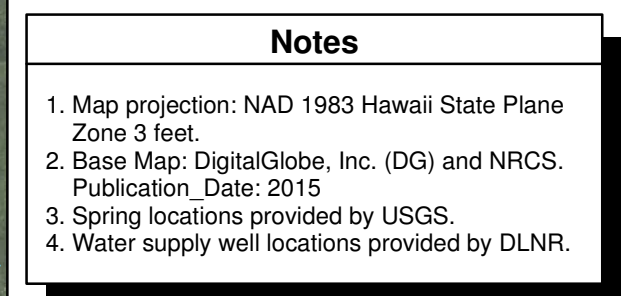 Notes
1. Map projection: NAD 1983 Hawaii State Plane
Zone 3 feet.
2. Base Map: DigitalGlobe, Inc. (DG) and NRCS.
Publication_Date: 2015
3. Spring locations provided by USGS.
4. Water supply well locations provided by DLNR.